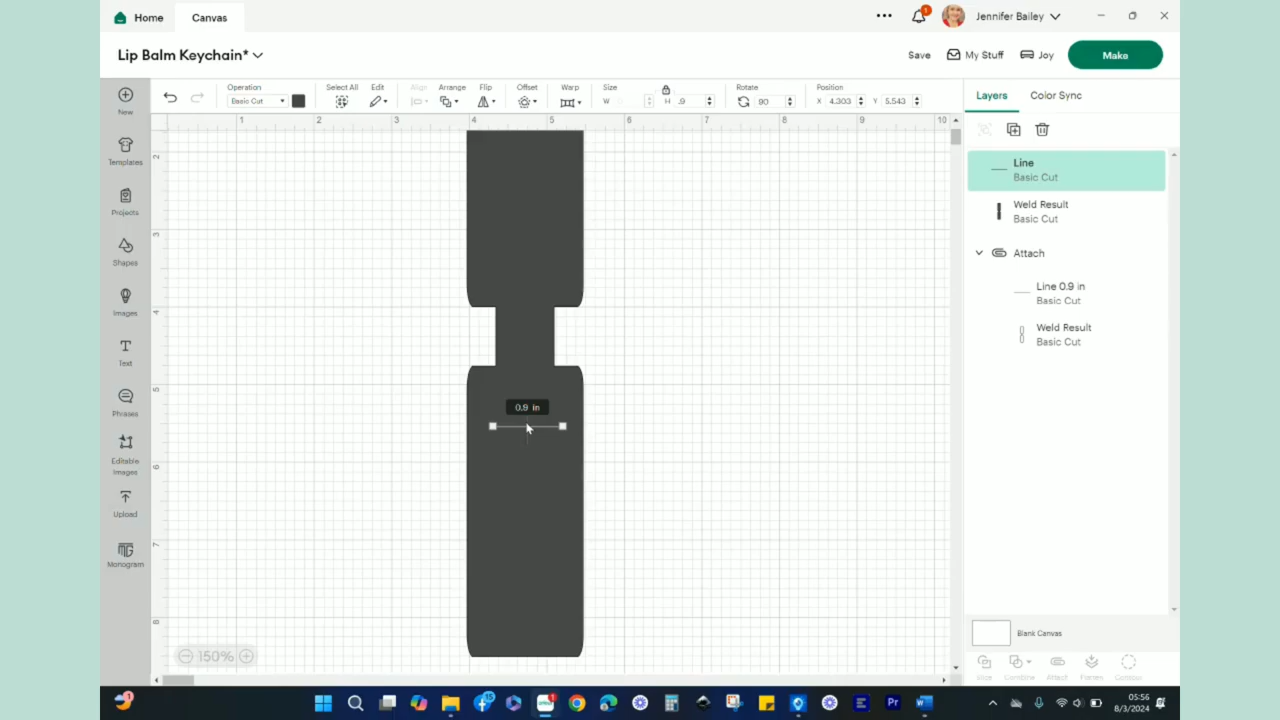 Home
Canvas
Jennifer Bailey
1
Lip Balm Keychain*
Save
My Stuff
Joy
Make
Operation
Basic Cut
Select All
Edit
Align
Arrange
Flip
Offset
Warp
Size
W
H .9
Rotate
90
Position
X 4.303
Y 5.543
Layers
Color Sync
New
Templates
Projects
Shapes
Images
Text
Phrases
Editable
Images
Upload
Monogram
1 2 3 4 5 6 7 8 9 10
2
3
4
5
6
7
8
0.9 in
150%
Line
Basic Cut
Weld Result
Basic Cut
Attach
Line 0.9 in
Basic Cut
Weld Result
Basic Cut
Blank Canvas
Slice
Combine
Attach
Flatten
Contour
1
15
1
Pr
05:56
8/3/2024